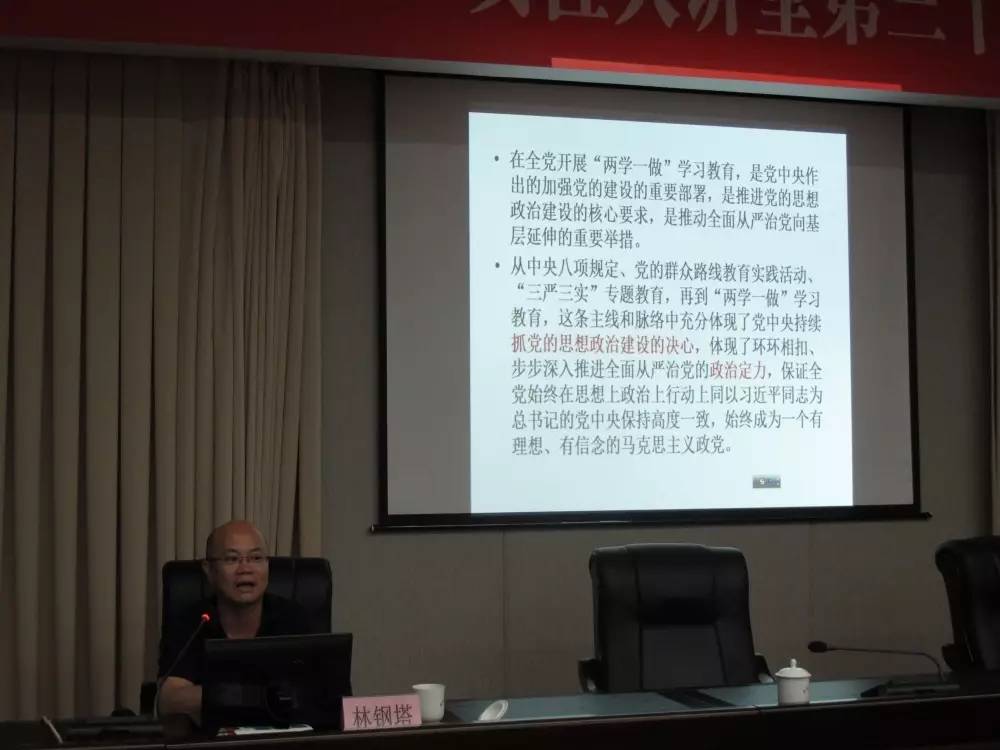 人讲堂第二十
• 在全党开展“两学一做”学习教育，是党中央作
出的加强党的建设的重要部署，是推进党的思想
政治建设的核心要求，是推动全面从严治党向基
层延伸的重要举措。
• 从中央八项规定、党的群众路线教育实践活动、
“三严三实”专题教育，再到“两学一做”学习
教育，这条主线和脉络中充分体现了党中央持续
抓党的思想政治建设的决心，体现了环环相扣、
步步深入推进全面从严治党的政治定力，保证全
党始终在思想上政治上行动上同以习近平同志为
总书记的党中央保持高度一致，始终成为一个有
理想、有信念的马克思主义政党。
林钢塔